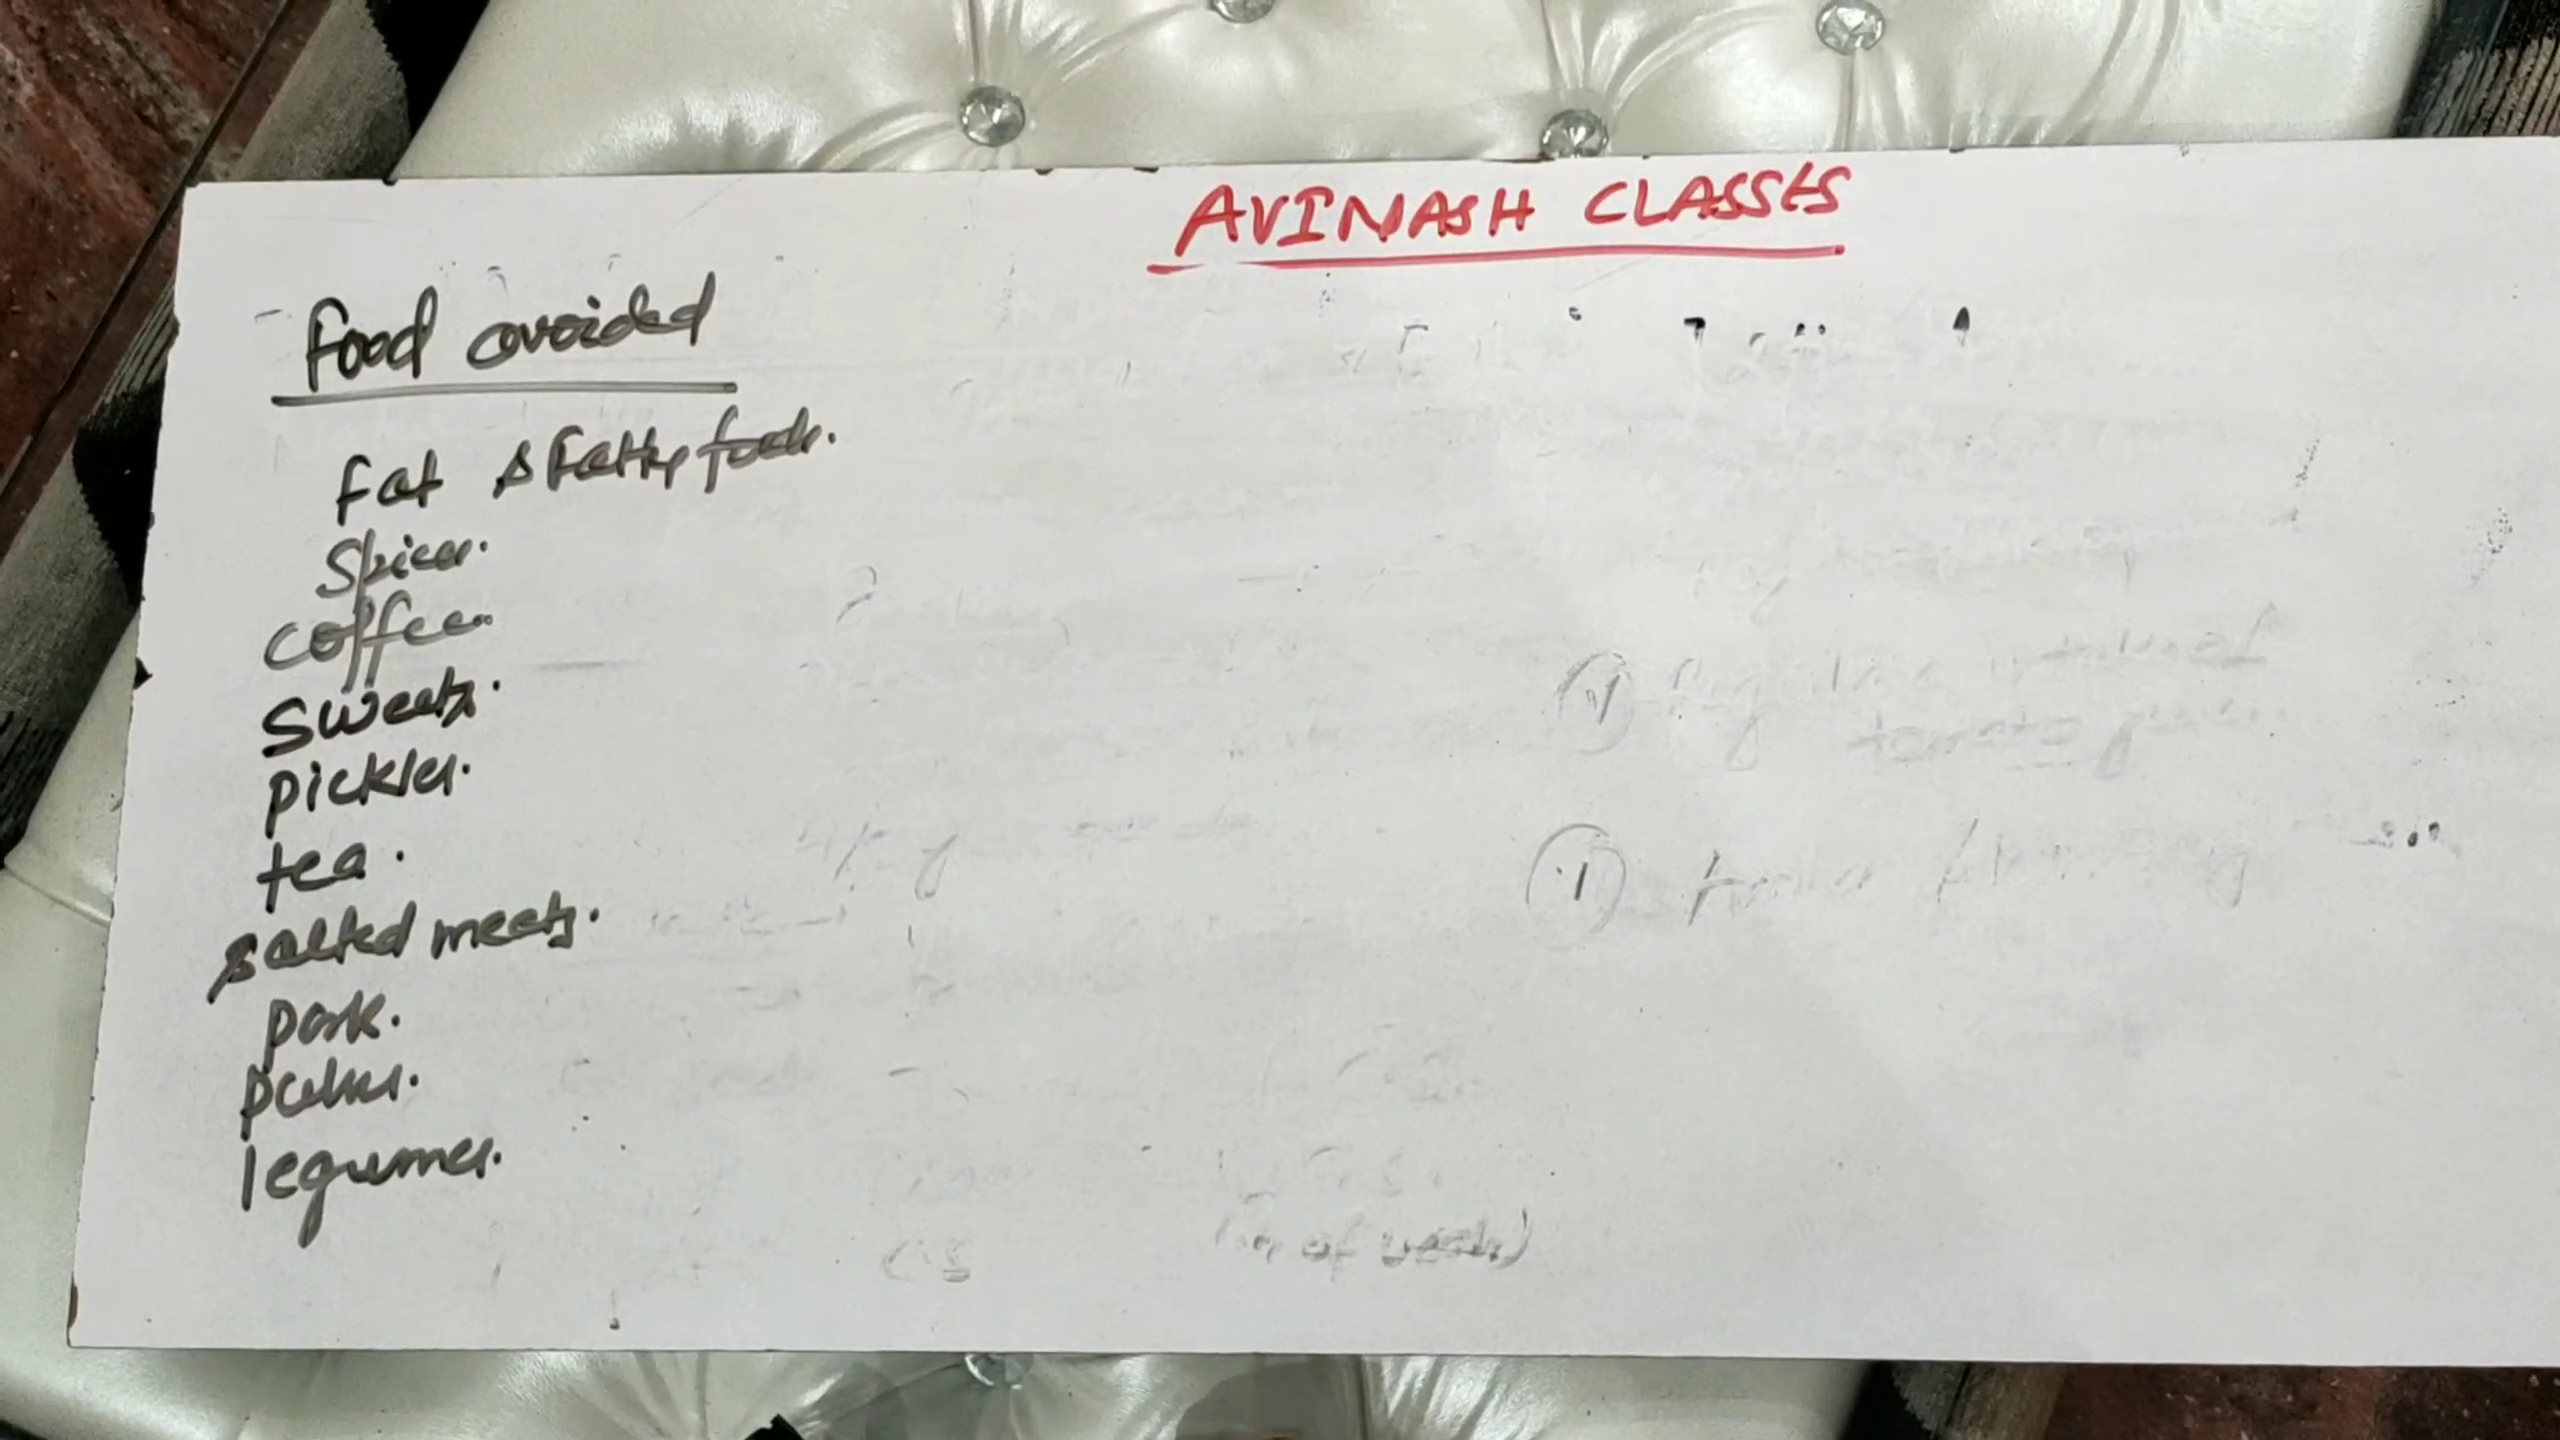 AVINASH CLASSES
Food avoided
Fat & Fatty foods.
Spices.
coffee.
Sweets.
pickles.
tea.
salted meats.
pork.
pulses.
legumes.